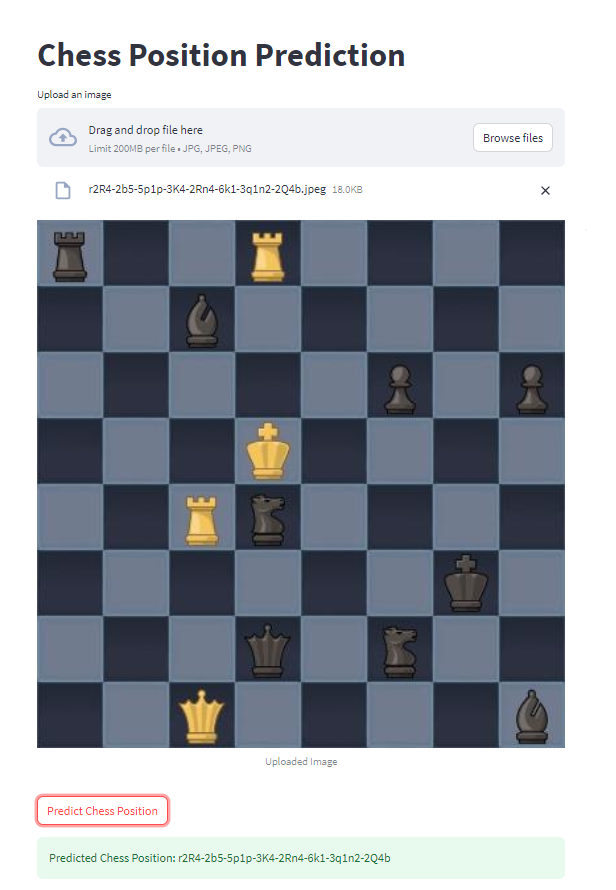 Chess Position Prediction
Upload an image
Drag and drop file here
Limit 200MB per file • JPG, JPEG, PNG
Browse files
r2R4-2b5-5p1p-3K4-2Rn4-6k1-3q1n2-2Q4b.jpeg 18.0KB
Uploaded Image
Predict Chess Position
Predicted Chess Position: r2R4-2b5-5p1p-3K4-2Rn4-6k1-3q1n2-2Q4b